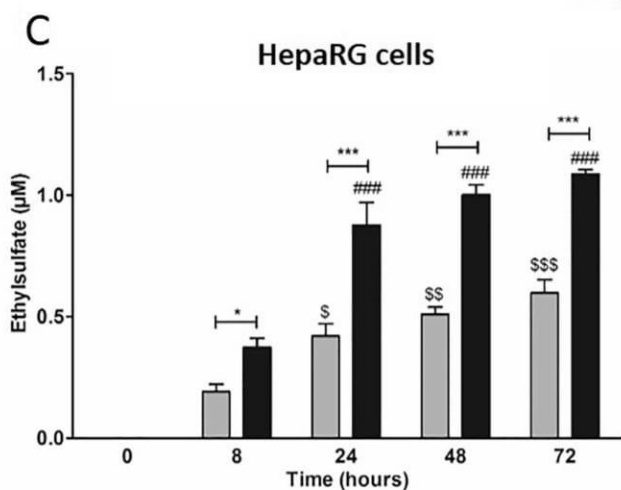 C
HepaRG cells
Ethylsulfate (µM)
1.5
1.0
0.5
0.0
*
***
***
***
$
###
$$
###
$$$
###
0 8 24 48 72
Time (hours)